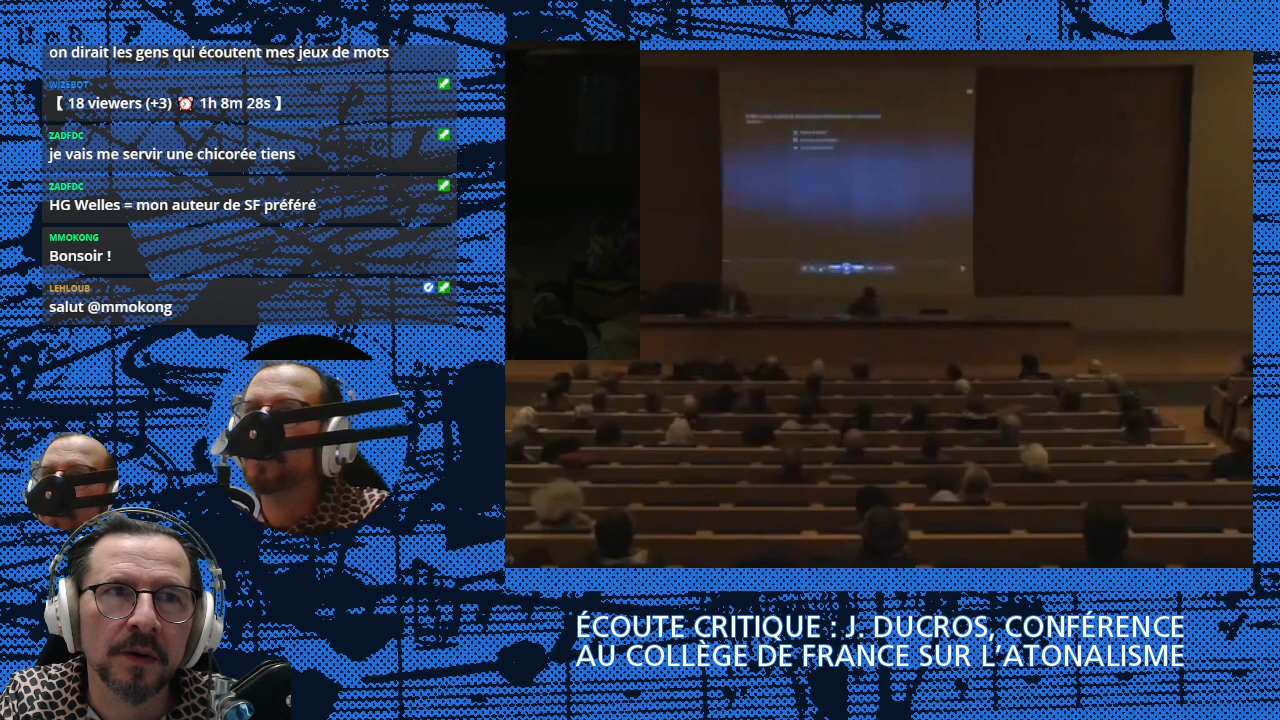 on dirait les gens qui écoutent mes jeux de mots
WIZEBOT
【 18 viewers (+3) ⏰ 1h 8m 28s 】
ZADFDC
je vais me servir une chicorée tiens
ZADFDC
HG Welles = mon auteur de SF préféré
MMOKONG
Bonsoir !
LEHLOUB
salut @mmokong
ÉCOUTE CRITIQUE : J. DUCROS, CONFÉRENCE
AU COLLÈGE DE FRANCE SUR L'ATONALISME